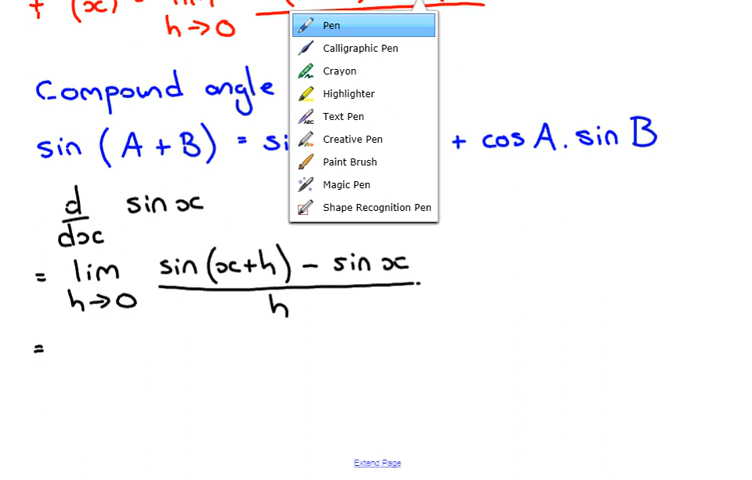 (x)
h→0
Pen
Calligraphic Pen
Crayon
Highlighter
Text Pen
Creative Pen
Paint Brush
Magic Pen
Shape Recognition Pen
Compound angle
sin (A + B) = si + cos A . sin B
d/dx sin x
= lim h→0 (sin (x+h) − sin x)/h
=
Extend Page